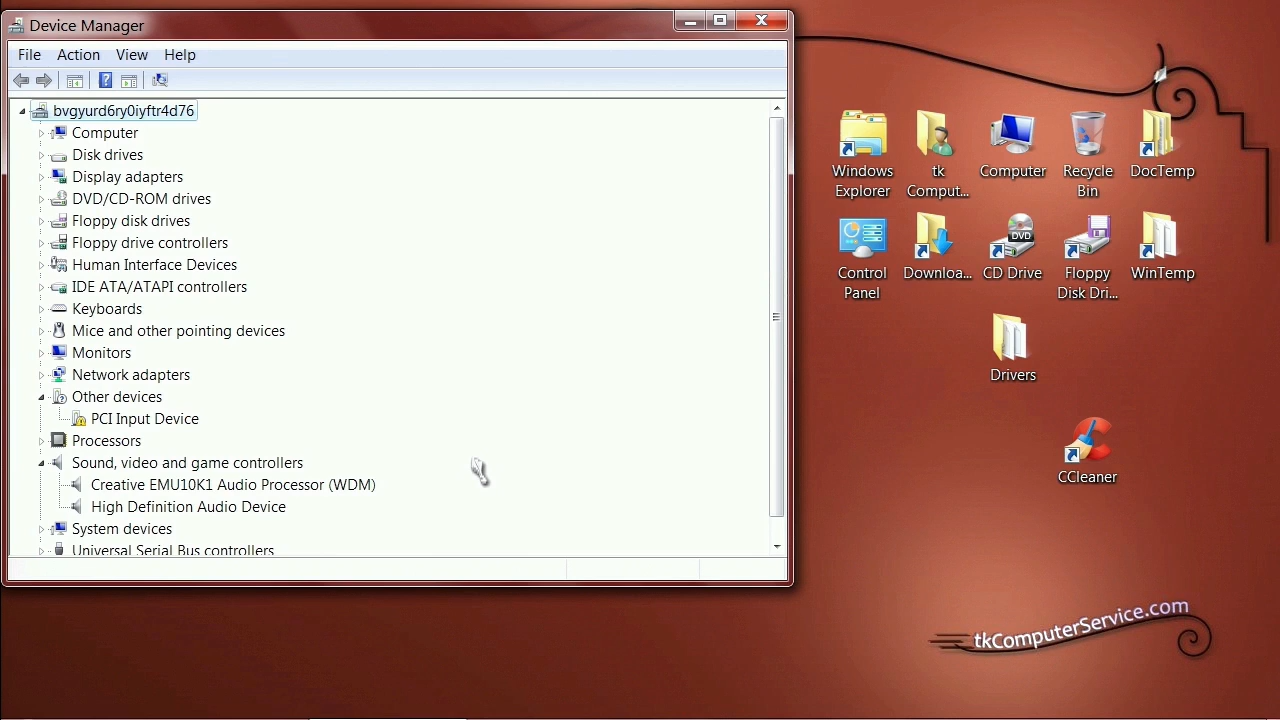 Device Manager
File Action View Help
bvgyurd6ry0iyftr4d76
Computer
Disk drives
Display adapters
DVD/CD-ROM drives
Floppy disk drives
Floppy drive controllers
Human Interface Devices
IDE ATA/ATAPI controllers
Keyboards
Mice and other pointing devices
Monitors
Network adapters
Other devices
PCI Input Device
Processors
Sound, video and game controllers
Creative EMU10K1 Audio Processor (WDM)
High Definition Audio Device
System devices
Universal Serial Bus controllers
Windows Explorer
tk Comput...
Computer
Recycle Bin
DocTemp
Control Panel
Downloa...
DVD
CD Drive
Floppy Disk Dri...
WinTemp
Drivers
CCleaner
tkComputerService.com